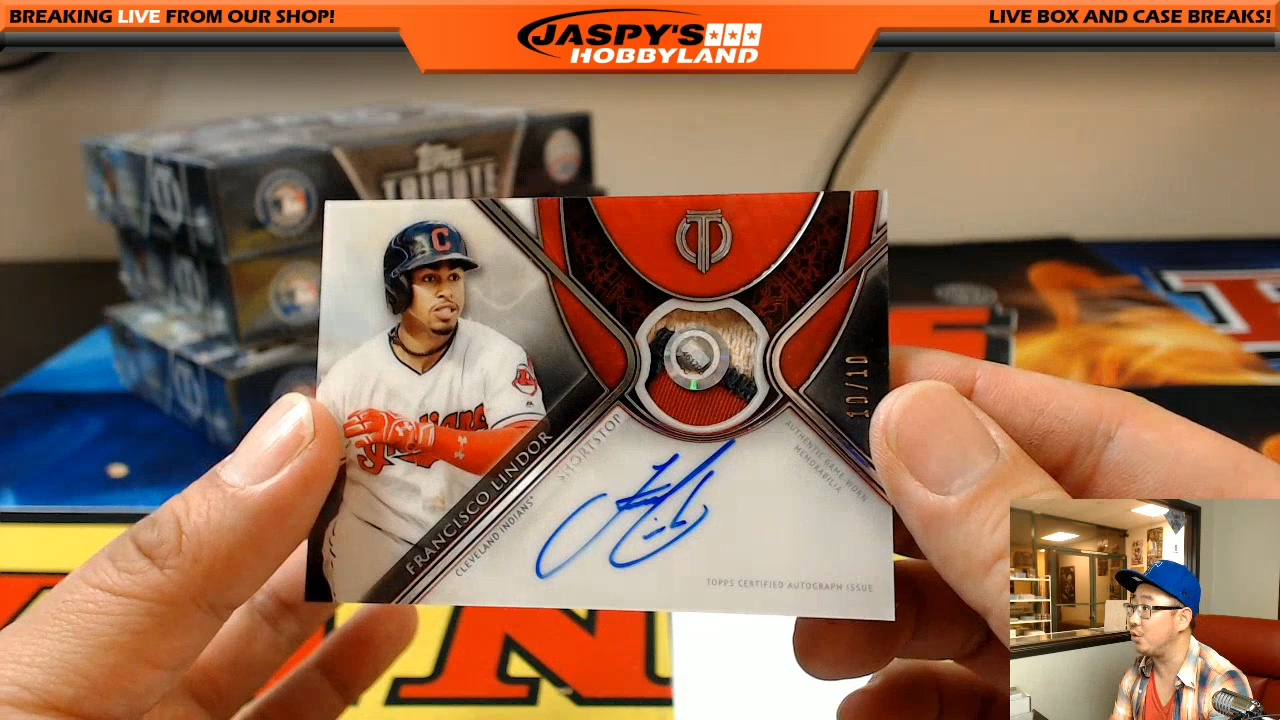 BREAKING LIVE FROM OUR SHOP!
JASPY'S
HOBBYLAND
LIVE BOX AND CASE BREAKS!
Topps
TRIBUTE
C
T
10/10
Indians
FRANCISCO LINDOR
SHORTSTOP
CLEVELAND INDIANS®
AUTHENTIC GAME WORN
MEMORABILIA
TOPPS CERTIFIED AUTOGRAPH ISSUE